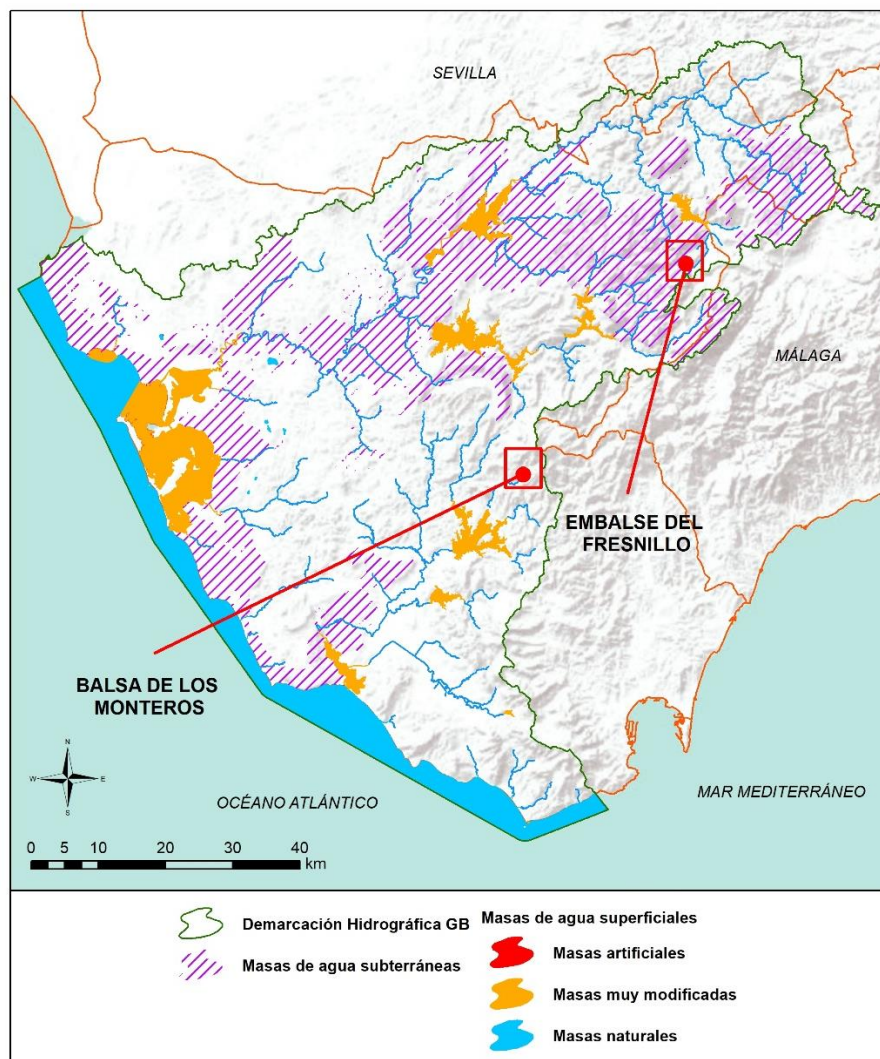 SEVILLA
MÁLAGA
EMBALSE DEL
FRESNILLO
BALSA DE LOS
MONTEROS
N
W E
S
OCÉANO ATLÁNTICO
MAR MEDITERRÁNEO
0 5 10 20 30 40
km
Demarcación Hidrográfica GB
Masas de agua subterráneas
Masas de agua superficiales
Masas artificiales
Masas muy modificadas
Masas naturales